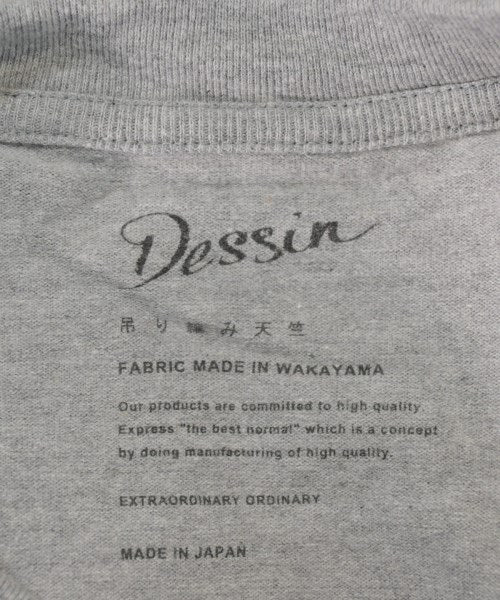 Dessin
吊り編み天竺
FABRIC MADE IN WAKAYAMA
Our products are committed to high quality
Express "the best normal" which is a concept
by doing manufacturing of high quality.
EXTRAORDINARY ORDINARY
MADE IN JAPAN